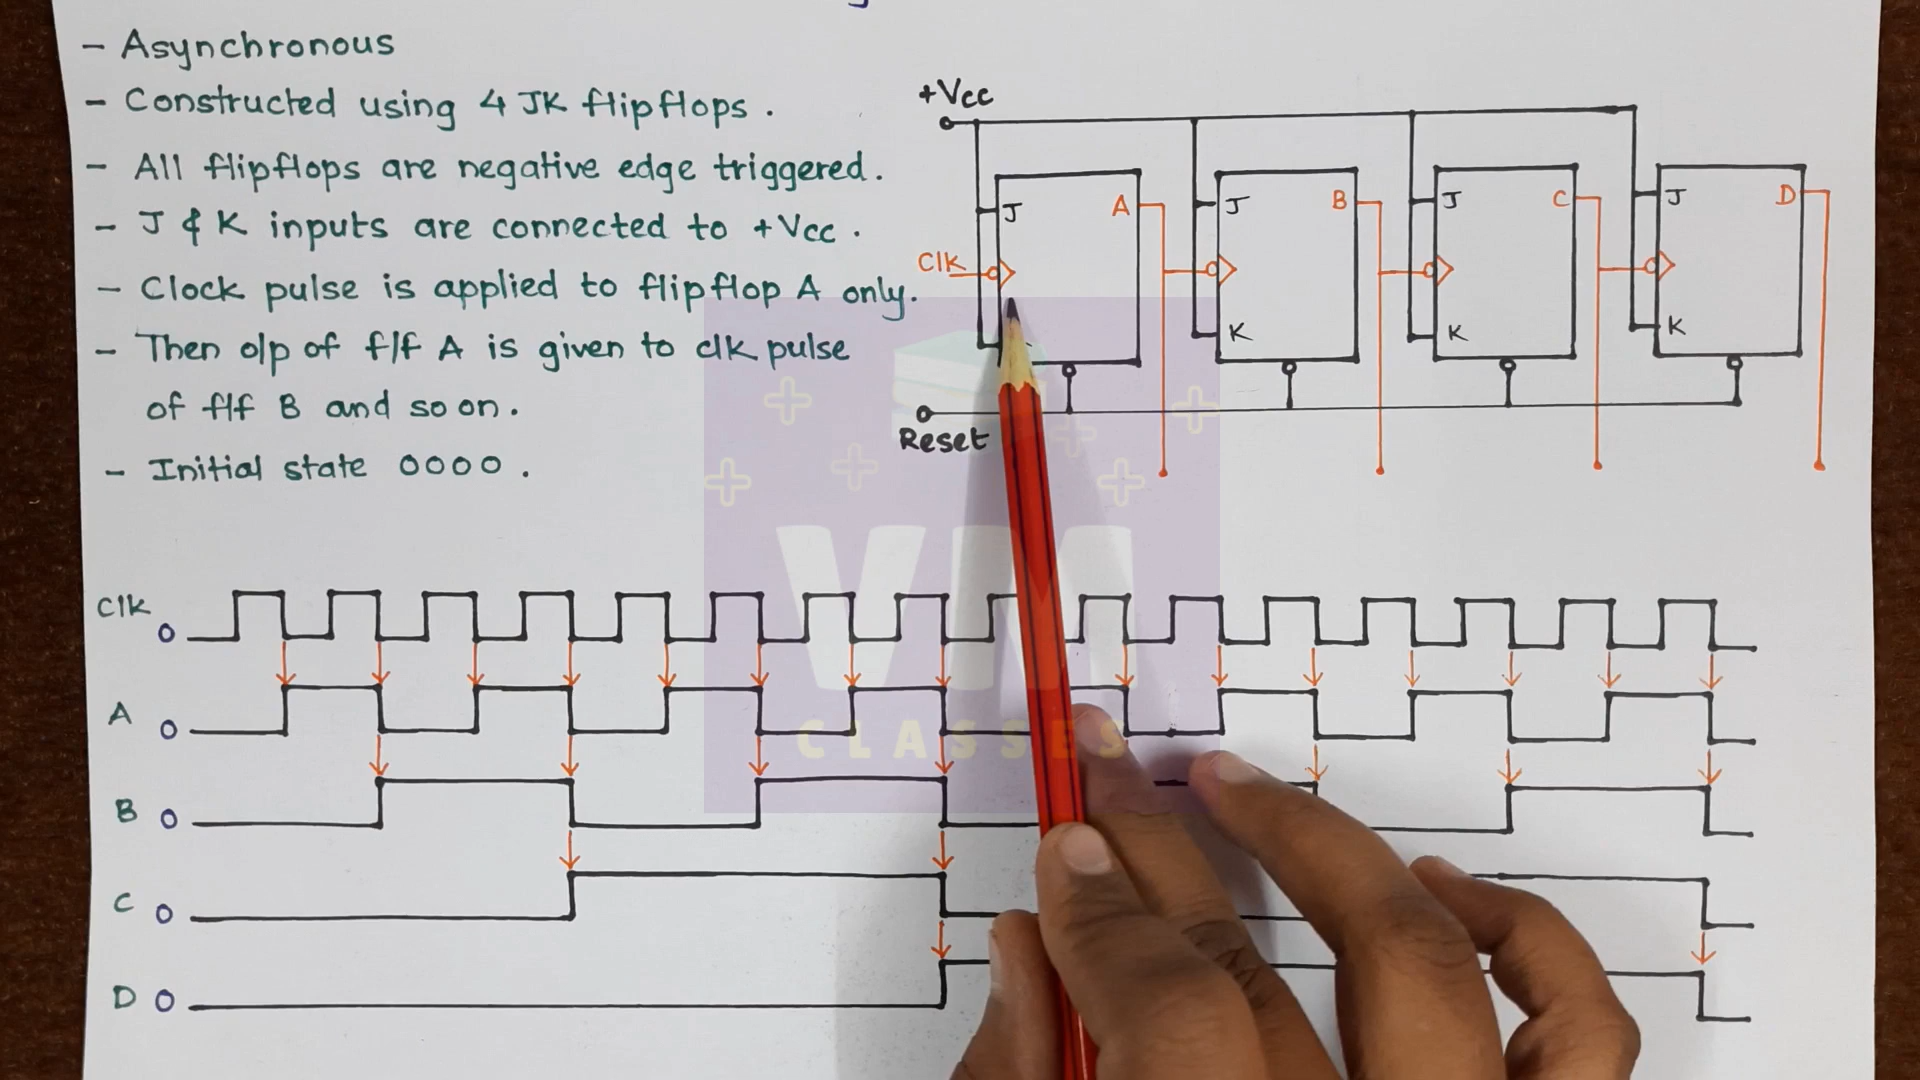 - Asynchronous
- Constructed using 4 JK flipflops.
- All flipflops are negative edge triggered.
- J & K inputs are connected to +Vcc.
- Clock pulse is applied to flipflop A only.
- Then o/p of f/f A is given to clk pulse
of f/f B and so on.
- Initial state 0000.
+Vcc
J A J B J C J D
Clk
K K K
Reset
VM
CLASSES
Clk 0
A 0
B 0
C 0
D 0